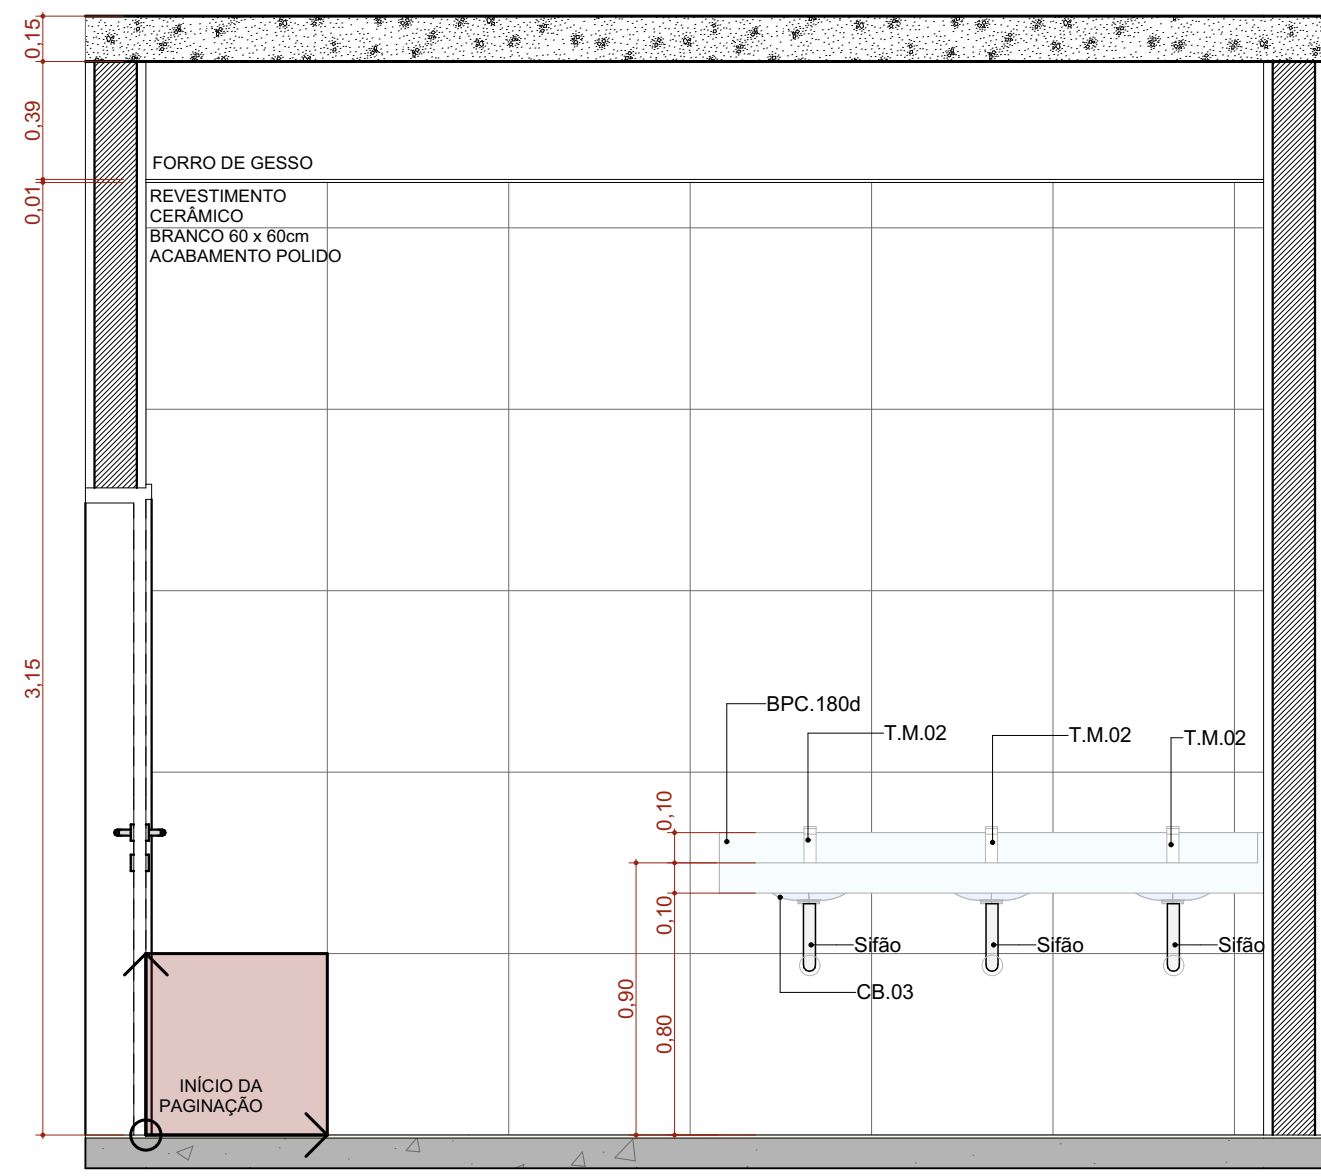 0,15
0,39
FORRO DE GESSO
0,01
REVESTIMENTO
CERÂMICO
BRANCO 60 x 60cm
ACABAMENTO POLIDO
3,15
BPC.180d
T.M.02
T.M.02
T.M.02
0,10
0,10
Sifão
Sifão
Sifão
CB.03
0,90
0,80
INÍCIO DA
PAGINAÇÃO